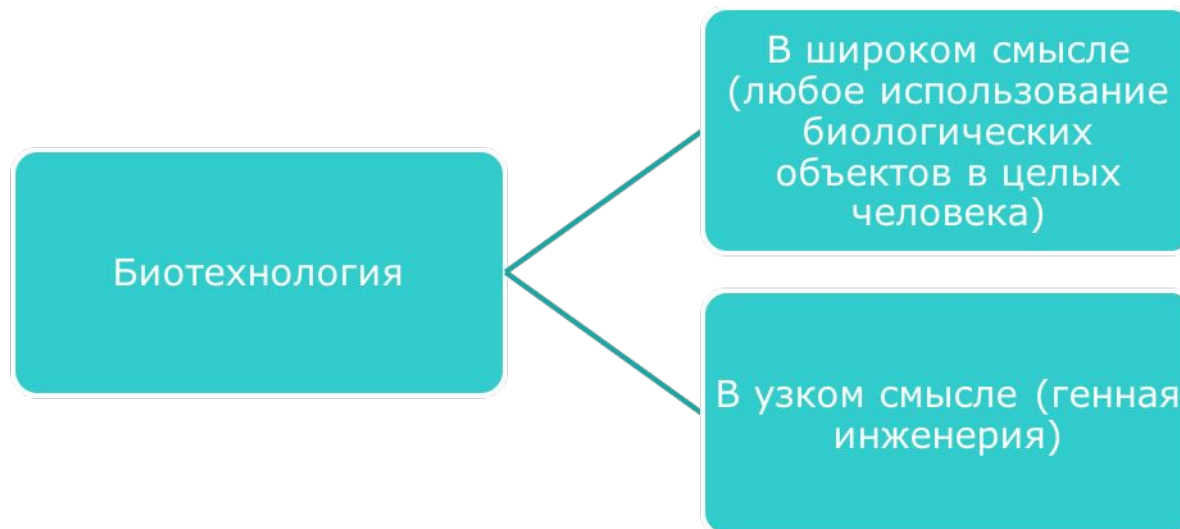 Биотехнология
В широком смысле
(любое использование
биологических
объектов в целых
человека)
В узком смысле (генная
инженерия)